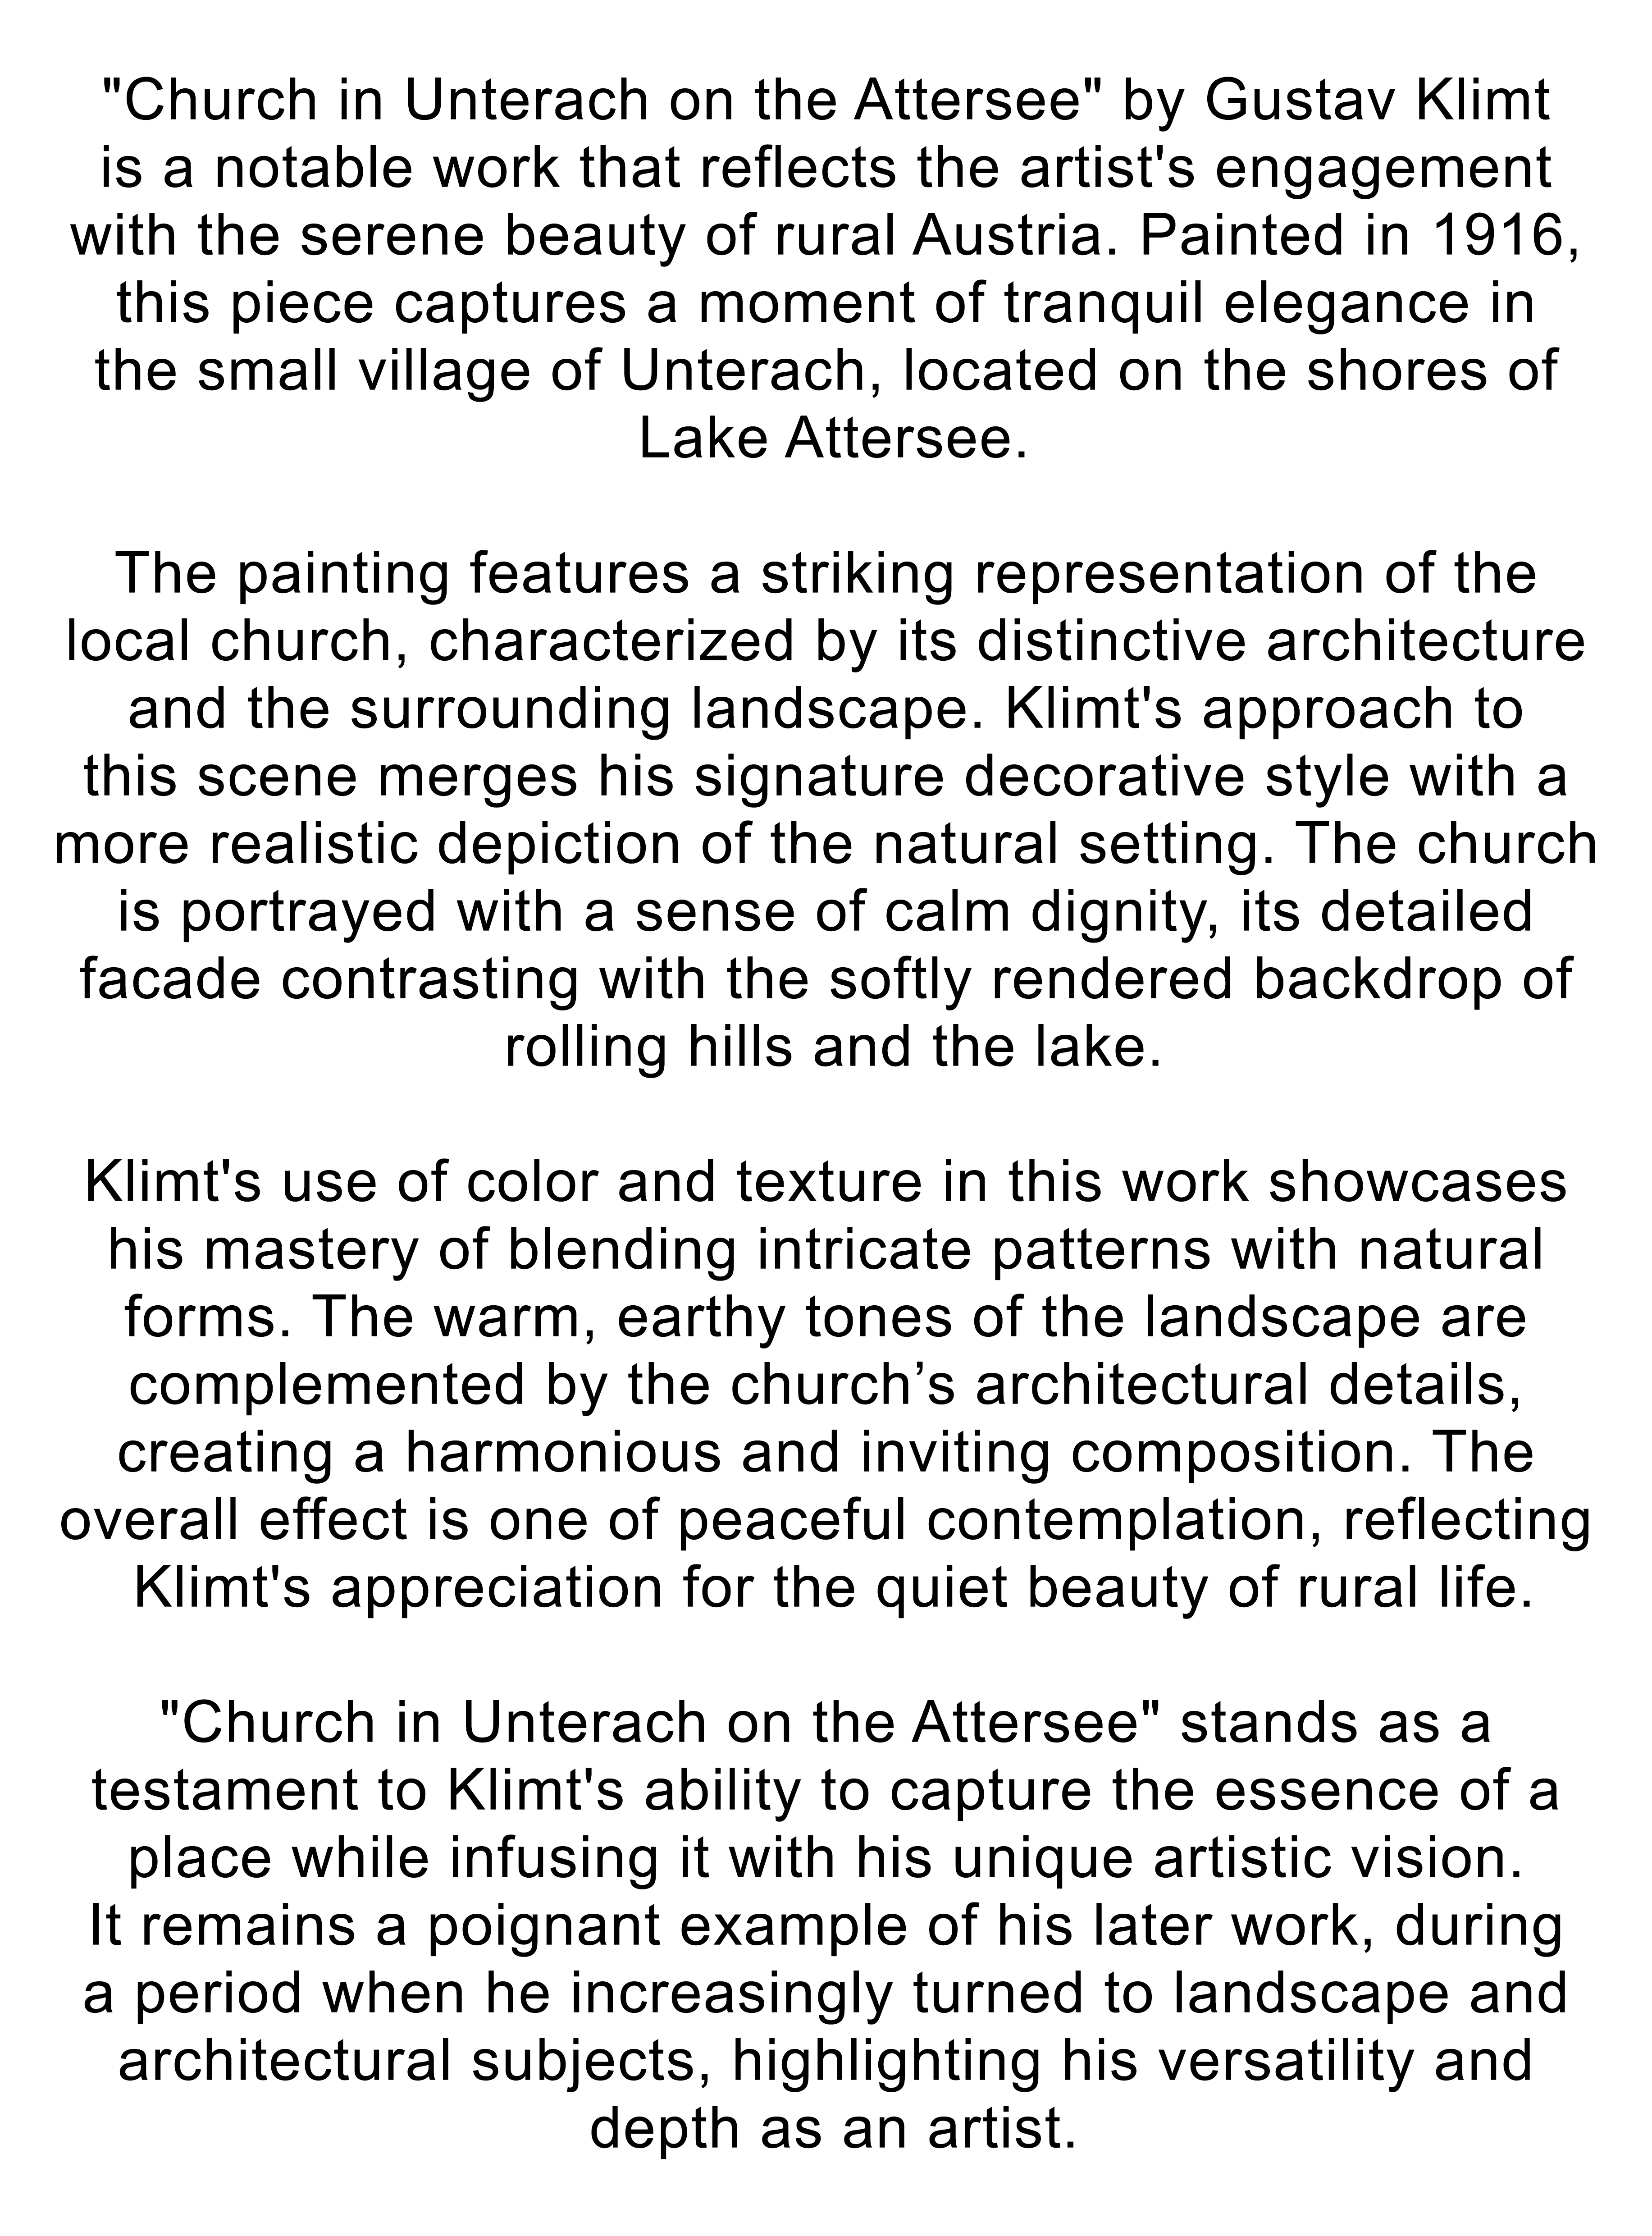 "Church in Unterach on the Attersee" by Gustav Klimt
is a notable work that reflects the artist's engagement
with the serene beauty of rural Austria. Painted in 1916,
this piece captures a moment of tranquil elegance in
the small village of Unterach, located on the shores of
Lake Attersee.
The painting features a striking representation of the
local church, characterized by its distinctive architecture
and the surrounding landscape. Klimt's approach to
this scene merges his signature decorative style with a
more realistic depiction of the natural setting. The church
is portrayed with a sense of calm dignity, its detailed
facade contrasting with the softly rendered backdrop of
rolling hills and the lake.
Klimt's use of color and texture in this work showcases
his mastery of blending intricate patterns with natural
forms. The warm, earthy tones of the landscape are
complemented by the church’s architectural details,
creating a harmonious and inviting composition. The
overall effect is one of peaceful contemplation, reflecting
Klimt's appreciation for the quiet beauty of rural life.
"Church in Unterach on the Attersee" stands as a
testament to Klimt's ability to capture the essence of a
place while infusing it with his unique artistic vision.
It remains a poignant example of his later work, during
a period when he increasingly turned to landscape and
architectural subjects, highlighting his versatility and
depth as an artist.